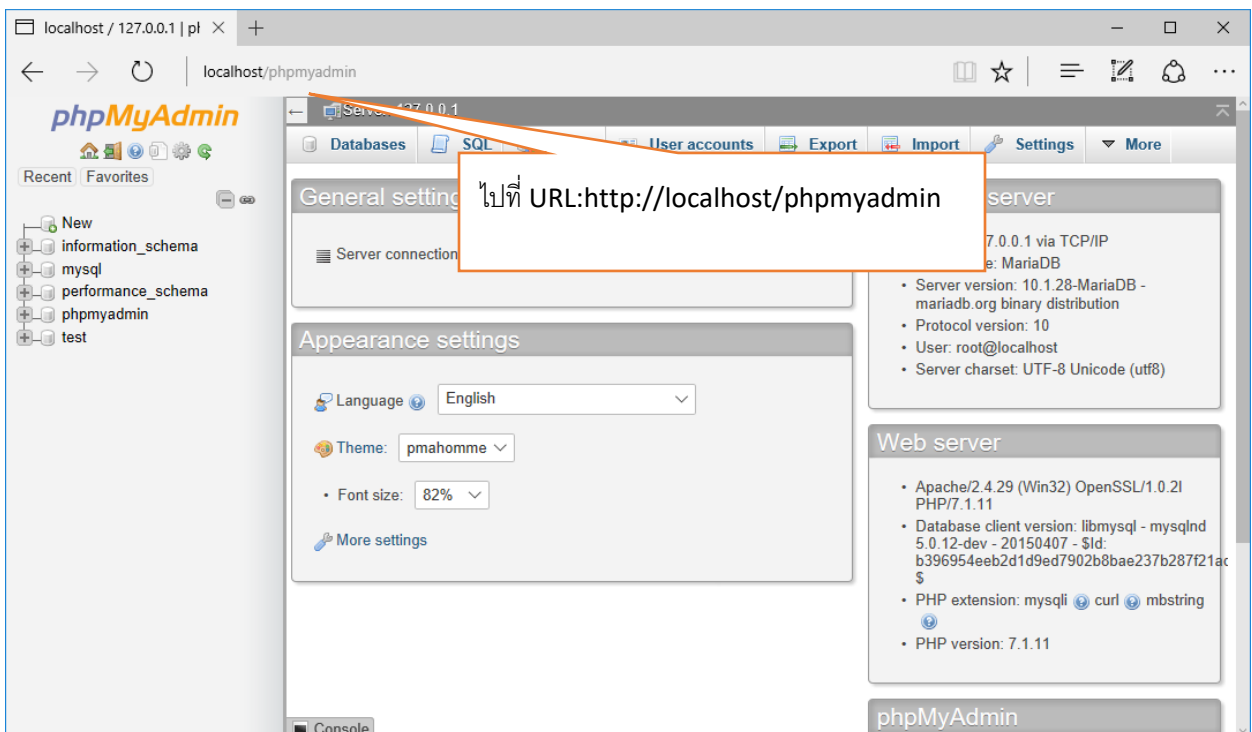 localhost / 127.0.0.1 | pl
localhost/phpmyadmin
phpMyAdmin
Recent Favorites
New
information_schema
mysql
performance_schema
phpmyadmin
test
127.0.0.1
Databases SQL User accounts Export Import Settings More
ไปที่ URL:http://localhost/phpmyadmin
General setting
Server connection
Appearance settings
Language English
Theme: pmahomme
• Font size: 82%
More settings
Console
server
7.0.0.1 via TCP/IP
e: MariaDB
• Server version: 10.1.28-MariaDB -
mariadb.org binary distribution
• Protocol version: 10
• User: root@localhost
• Server charset: UTF-8 Unicode (utf8)
Web server
• Apache/2.4.29 (Win32) OpenSSL/1.0.2l
PHP/7.1.11
• Database client version: libmysql - mysqlnd
5.0.12-dev - 20150407 - $Id:
b396954eeb2d1d9ed7902b8bae237b287f21ad
$
• PHP extension: mysqli curl mbstring
• PHP version: 7.1.11
phpMyAdmin